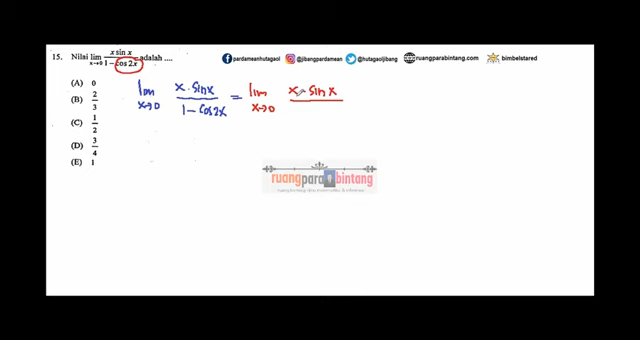 15. Nilai lim x→0 x sin x / 1 − cos 2x adalah ....
pardameanhutagaol @jibangpardamean @hutagaoljibang ruangparabintang.com bimbelstared
(A) 0
(B) 2/3
(C) 1/2
(D) 3/4
(E) 1
lim x→0 x · sin x / 1 − cos 2x = lim x→0 x · sin x
ruangparabintang